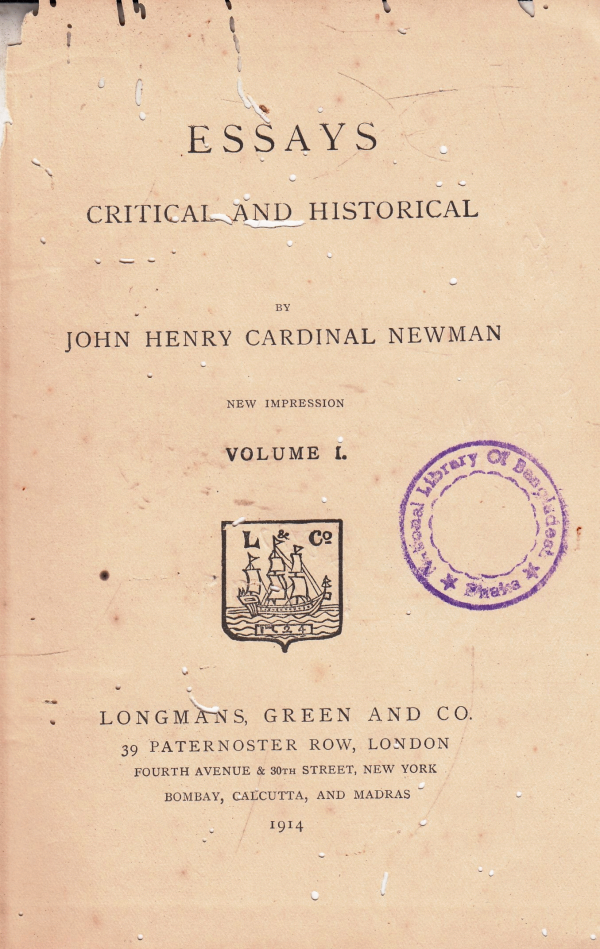 ESSAYS
CRITICAL AND HISTORICAL
BY
JOHN HENRY CARDINAL NEWMAN
NEW IMPRESSION
VOLUME I.
National Library Of Bangladesh
Dhaka
L & Co
1724
LONGMANS, GREEN AND CO.
39 PATERNOSTER ROW, LONDON
FOURTH AVENUE & 30TH STREET, NEW YORK
BOMBAY, CALCUTTA, AND MADRAS
1914